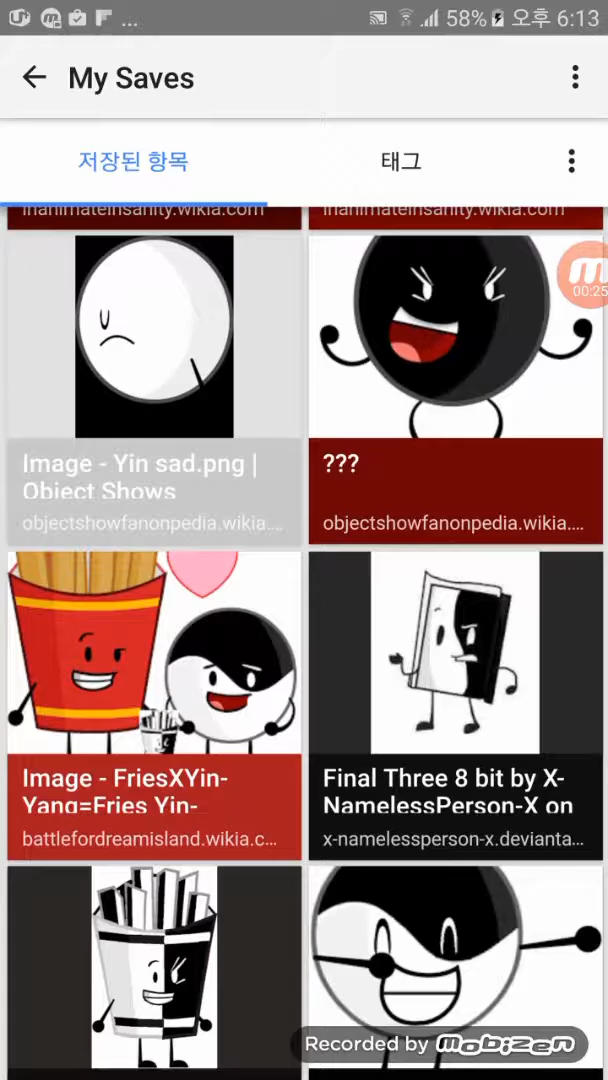 ... 58% 오후 6:13
My Saves
저장된 항목 태그
inanimateinsanity.wikia.com inanimateinsanity.wikia.com
00:25
Image - Yin sad.png |
Object Shows
objectshowfanonpedia.wikia....
???
objectshowfanonpedia.wikia....
Image - FriesXYin-
Yang=Fries Yin-
battlefordreamisland.wikia.c...
Final Three 8 bit by X-
NamelessPerson-X on
x-namelessperson-x.devianta...
Recorded by mobizen